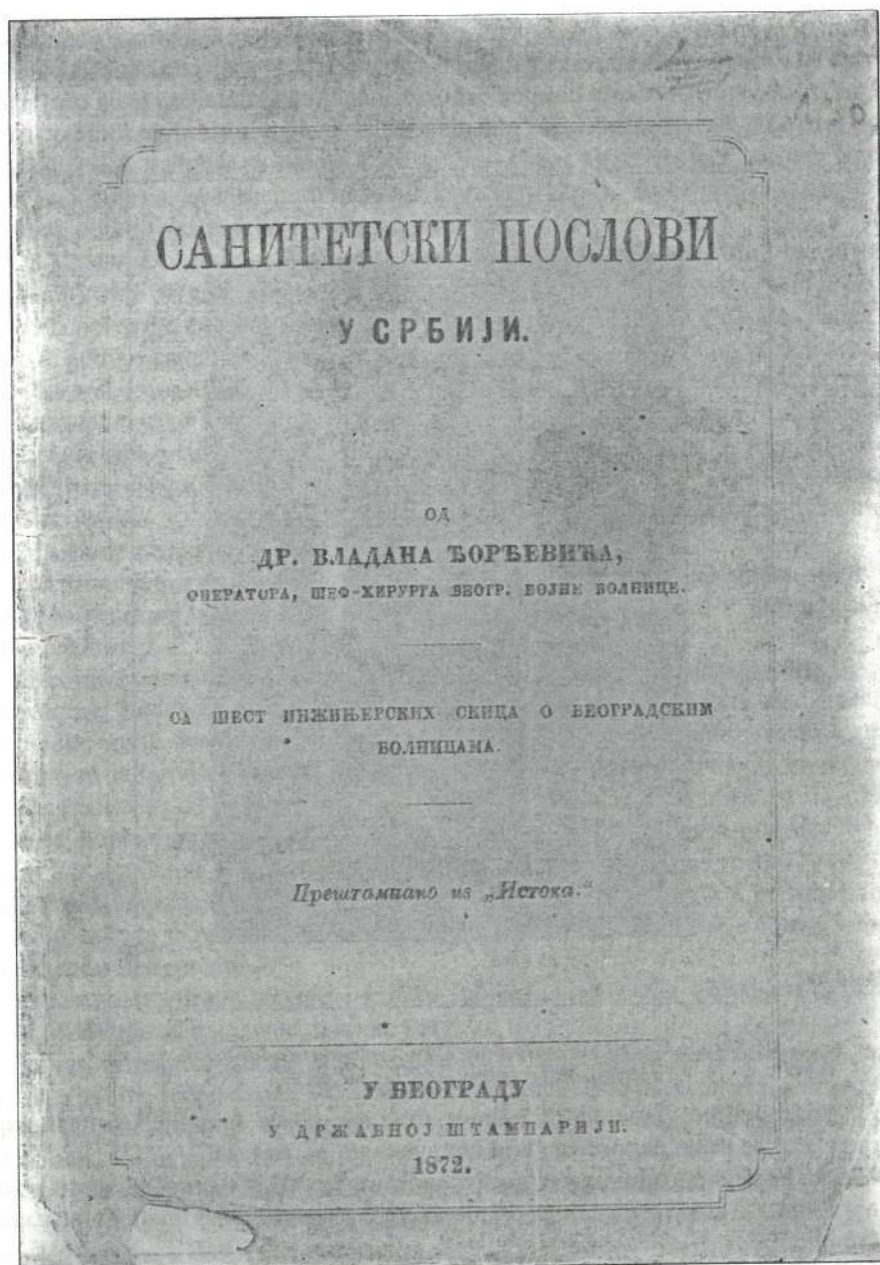 САНИТЕТСКИ ПОСЛОВИ
У СРБИЈИ.
ОД
ДР. ВЛАДАНА ЂОРЂЕВИЋА,
ОПЕРАТОРА, ШЕФ-ХИРУРГА БЕОГР. ВОЈНЕ БОЛНИЦЕ.
СА ШЕСТ ИНЖИЊЕРСКИХ СКИЦА О БЕОГРАДСКИМ
БОЛНИЦАМА.
Прештампано из „Истока.“
У БЕОГРАДУ
У ДРЖАВНОЈ ШТАМПАРИЈИ.
1872.